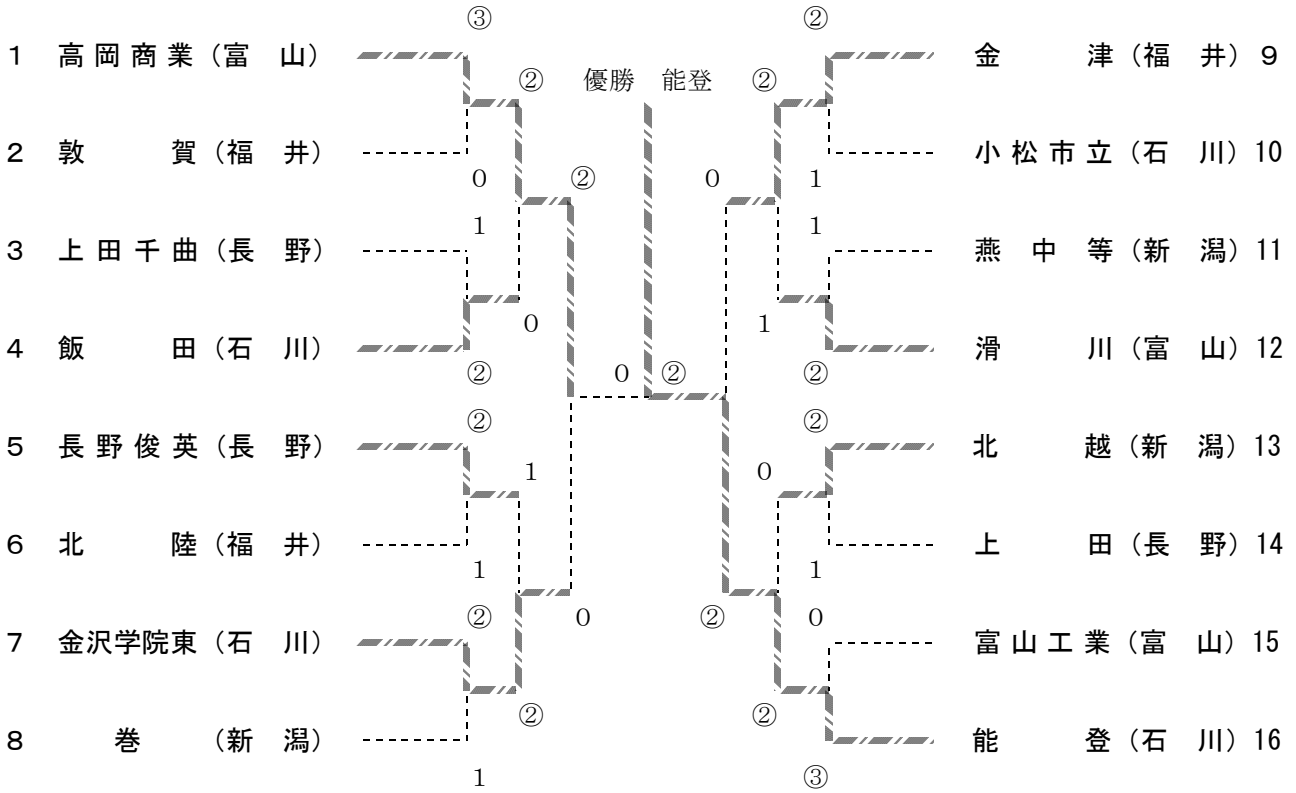 ③ ②
1 高岡商業（富 山） 金 津（福 井）9
② 優勝 能登 ②
2 敦 賀（福 井） 小松市立（石 川）10
0 ② 0 1
1 1
3 上田千曲（長 野） 燕中等（新 潟）11
0 1
4 飯 田（石 川） 滑 川（富 山）12
② 0 ② ②
② ②
5 長野俊英（長 野） 北 越（新 潟）13
1 0
6 北 陸（福 井） 上 田（長 野）14
1 1
② 0 ② 0
7 金沢学院東（石 川） 富山工業（富 山）15
② ②
8 巻 （新 潟） 能 登（石 川）16
1 ③